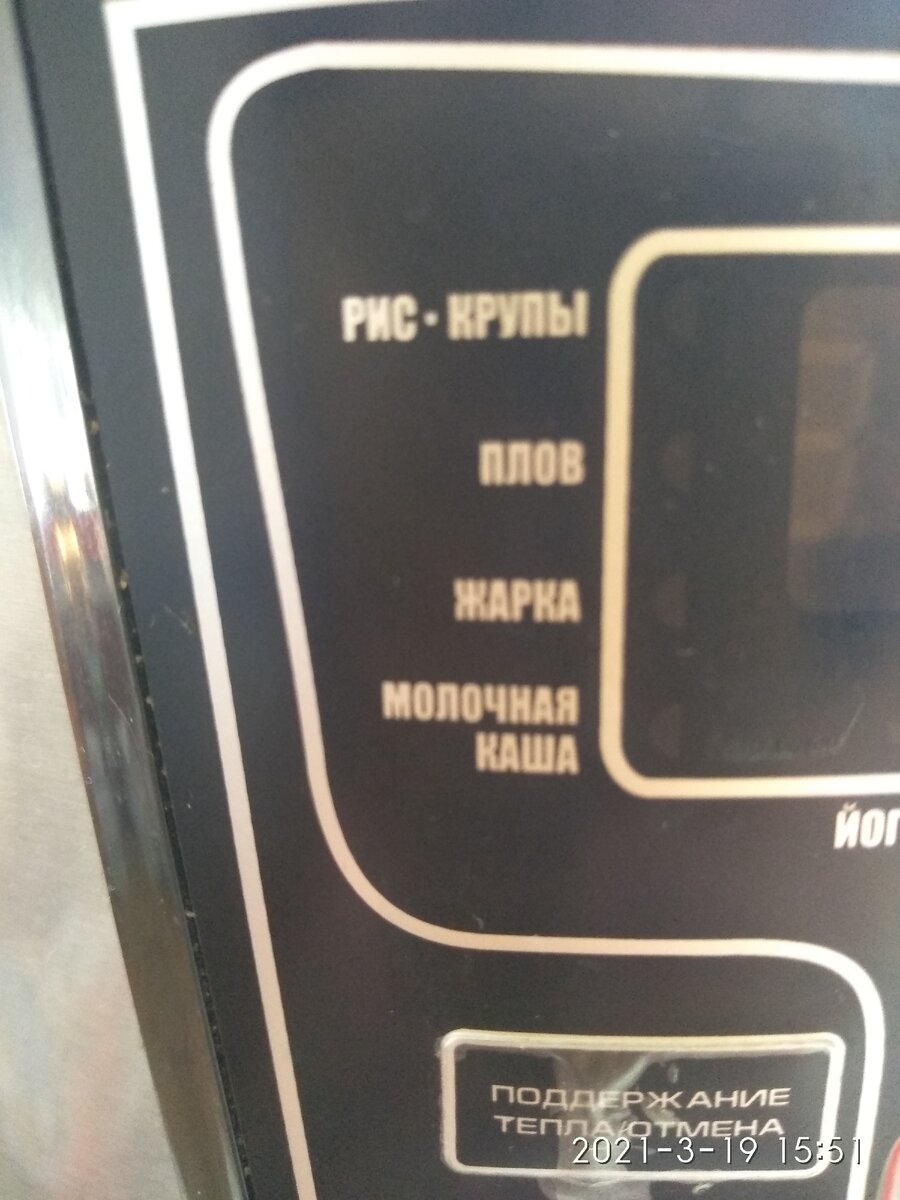 РИС · КРУПЫ
ПЛОВ
ЖАРКА
МОЛОЧНАЯ
КАША
ЙОГ
ПОДДЕРЖАНИЕ
ТЕПЛА/ОТМЕНА
2021-3-19 15:51